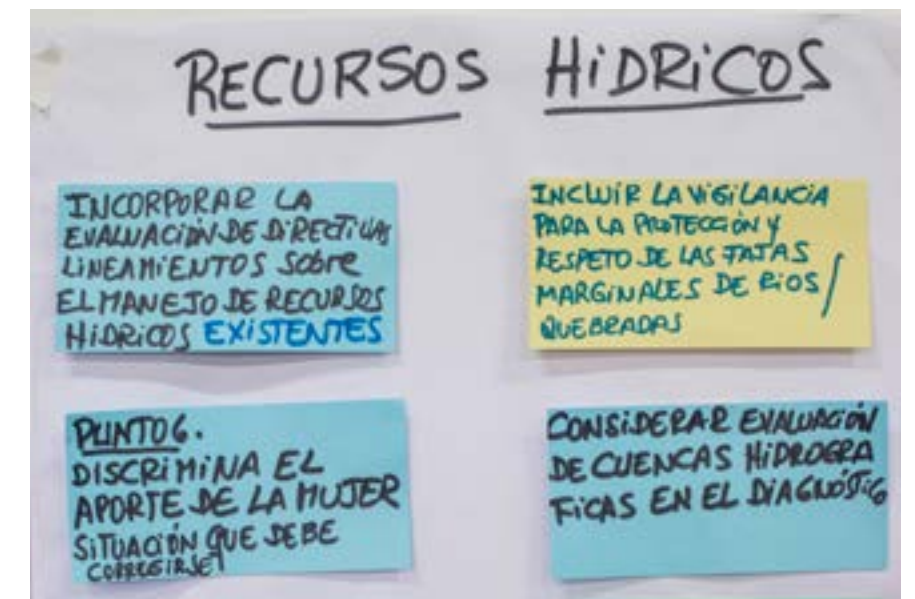 RECURSOS HiDRiCOS
INCORPORAR LA
EVALUACIÓN DE DIRECTIVAS
LINEAMIENTOS SOBRE
EL MANEJO DE RECURSOS
HiDRiCOS EXiSTENTES
INCLUIR LA VIGILANCIA
PARA LA PROTECCIÓN Y
RESPETO DE LAS FAJAS
MARGINALES DE RiOS/
QUEBRADAS
PUNTO 6.
DISCRIMINA EL
APORTE DE LA MUJER
SITUACIÓN QUE DEBE
CORREGIRSE
CONSIDERAR EVALUACIÓN
DE CUENCAS HIDROGRA
FICAS EN EL DIAGNÓSTICO